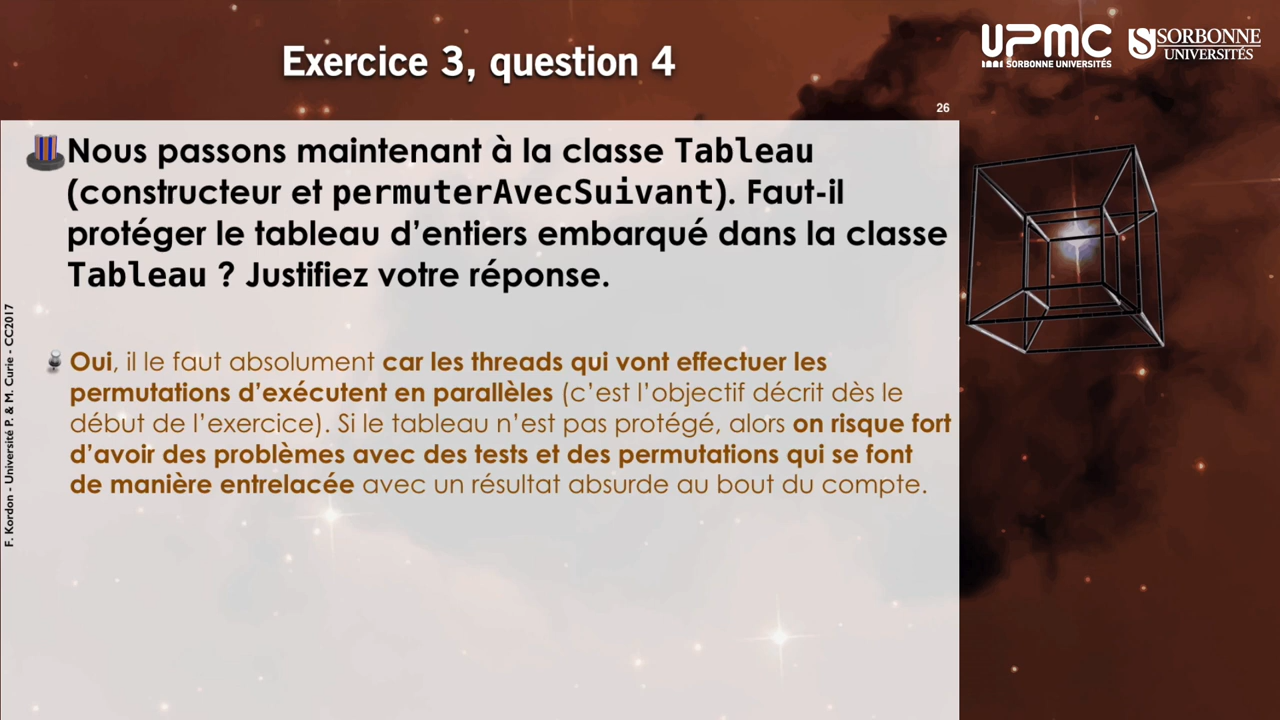 Exercice 3, question 4
UPMC
SORBONNE UNIVERSITÉS
SORBONNE
UNIVERSITÉS
26
Nous passons maintenant à la classe Tableau
(constructeur et permuterAvecSuivant). Faut-il
protéger le tableau d’entiers embarqué dans la classe
Tableau ? Justifiez votre réponse.
Oui, il le faut absolument car les threads qui vont effectuer les
permutations d’exécutent en parallèles (c’est l’objectif décrit dès le
début de l’exercice). Si le tableau n’est pas protégé, alors on risque fort
d’avoir des problèmes avec des tests et des permutations qui se font
de manière entrelacée avec un résultat absurde au bout du compte.
F. Kordon - Université P. & M. Curie - CC2017